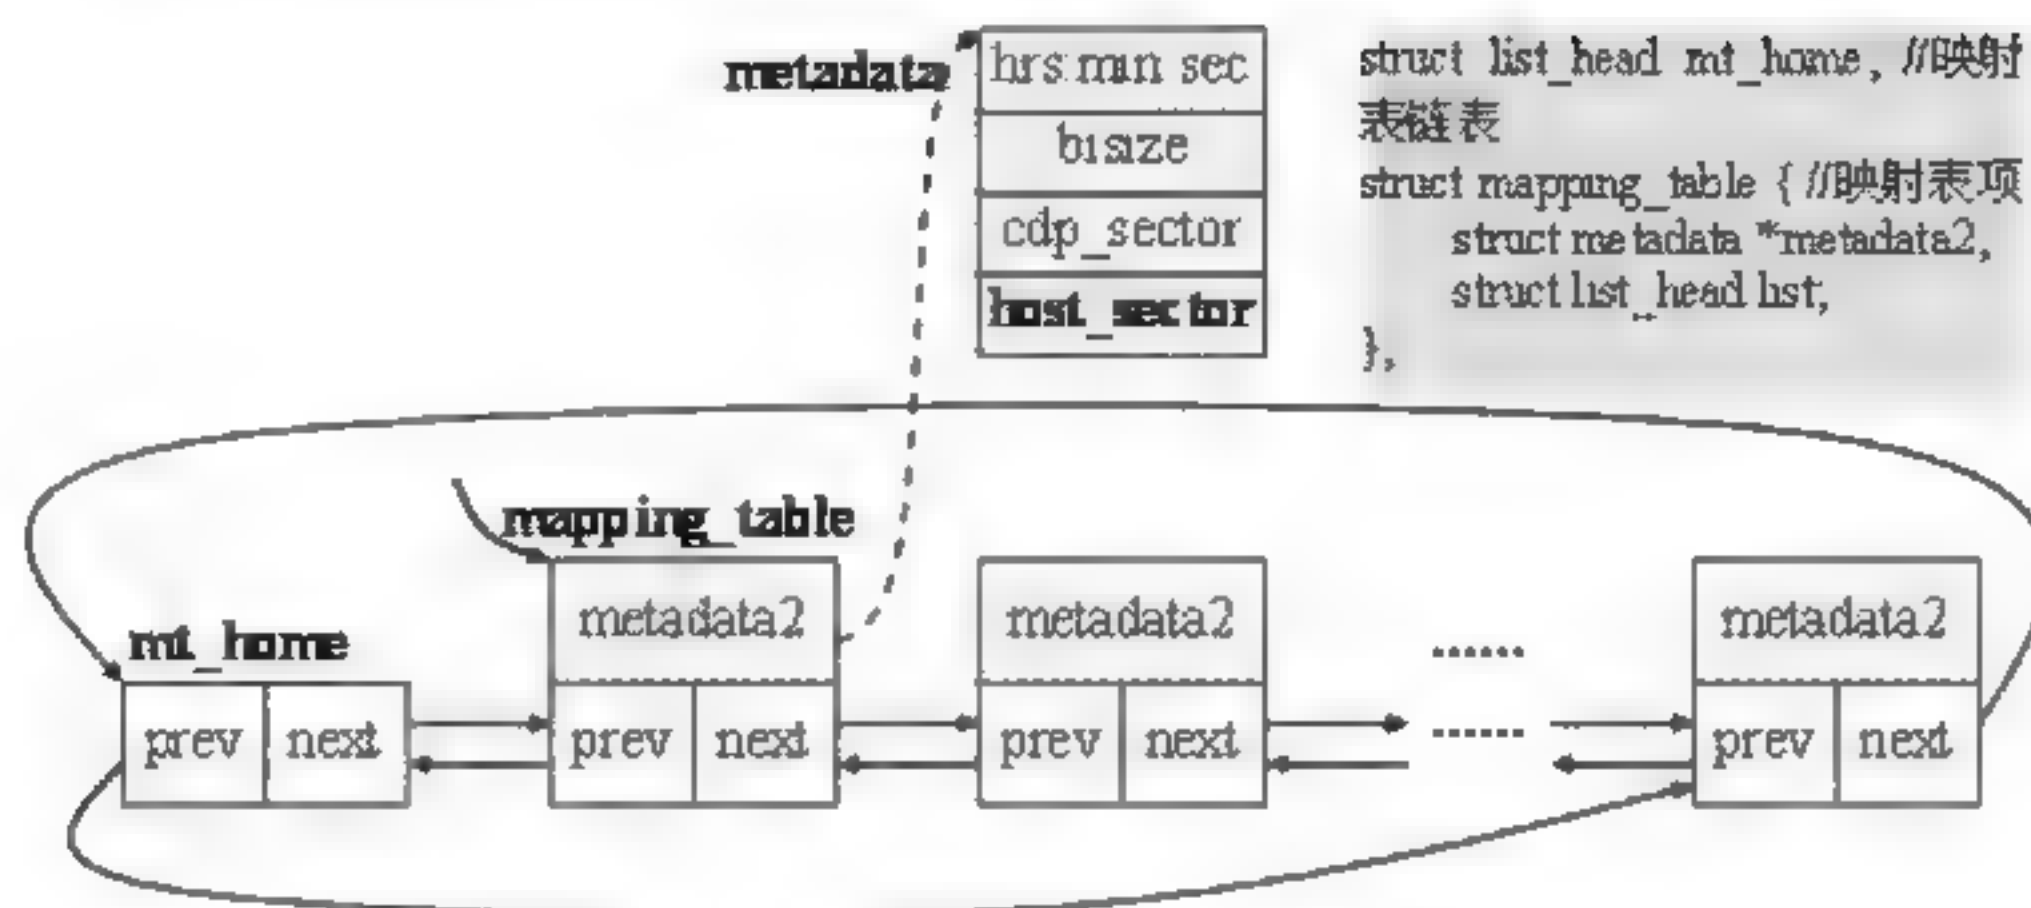 metadata
hrs min sec
bisize
cdp_sector
host_sector
struct list_head mt_home, //映射
表链表
struct mapping_table { //映射表项
struct metadata *metadata2,
struct list_head list;
},
mapping_table
mt_home
metadata2
metadata2
......
metadata2
prev next
prev next
prev next
......
prev next